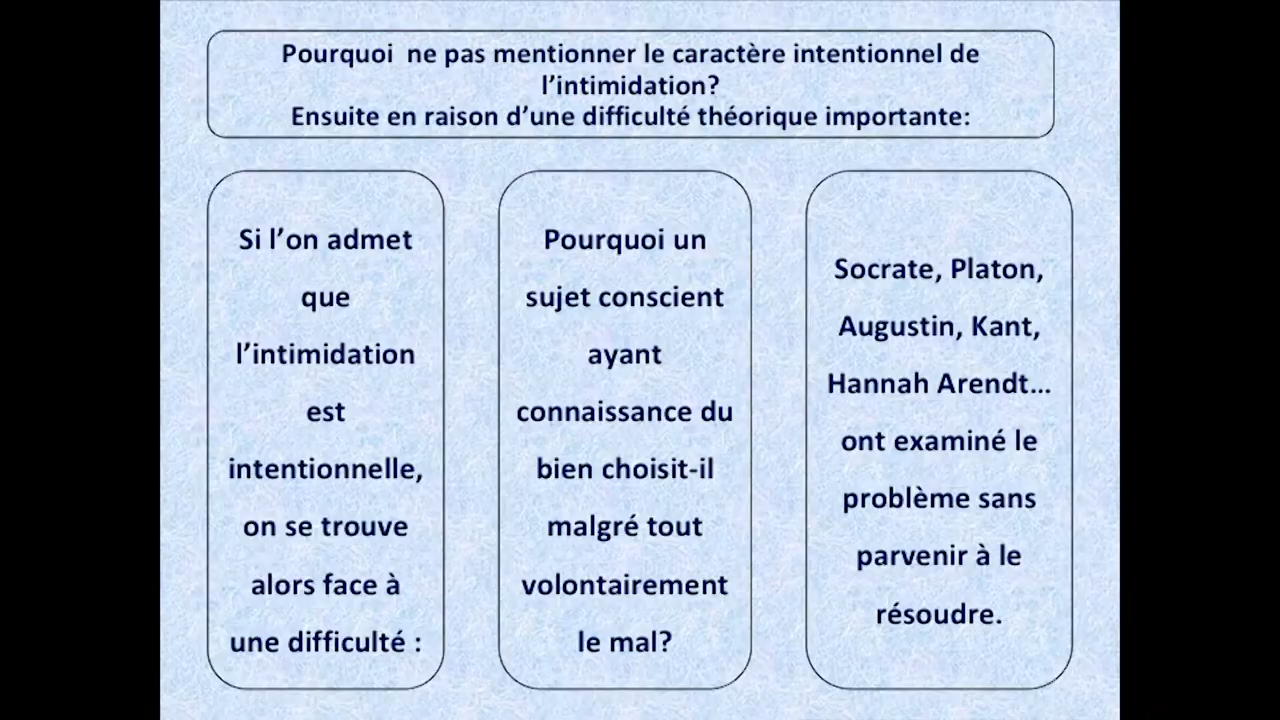 Pourquoi ne pas mentionner le caractère intentionnel de
l’intimidation?
Ensuite en raison d’une difficulté théorique importante:
Si l’on admet
que
l’intimidation
est
intentionnelle,
on se trouve
alors face à
une difficulté :
Pourquoi un
sujet conscient
ayant
connaissance du
bien choisit-il
malgré tout
volontairement
le mal?
Socrate, Platon,
Augustin, Kant,
Hannah Arendt…
ont examiné le
problème sans
parvenir à le
résoudre.